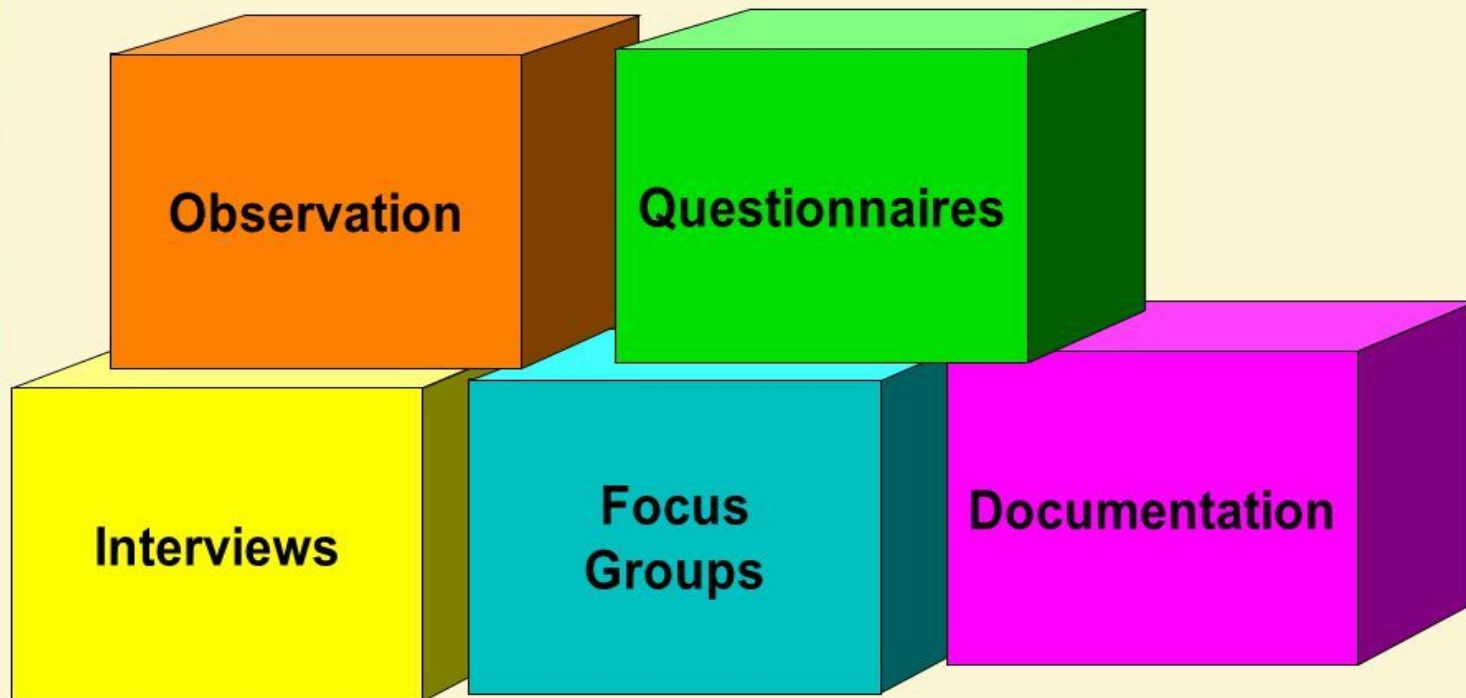 Observation
Questionnaires
Interviews
Focus
Groups
Documentation